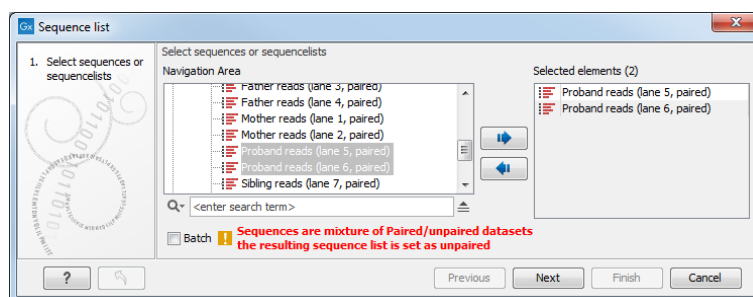 Gx Sequence list
X
1. Select sequences or
sequencelists
Select sequences or sequencelists
Navigation Area
Father reads (lane 3, paired)
Father reads (lane 4, paired)
Mother reads (lane 1, paired)
Mother reads (lane 2, paired)
Proband reads (lane 5, paired)
Proband reads (lane 6, paired)
Sibling reads (lane 7, paired)
<enter search term>
Batch
! Sequences are mixture of Paired/unpaired datasets
the resulting sequence list is set as unpaired
Selected elements (2)
Proband reads (lane 5, paired)
Proband reads (lane 6, paired)
?
Previous
Next
Finish
Cancel